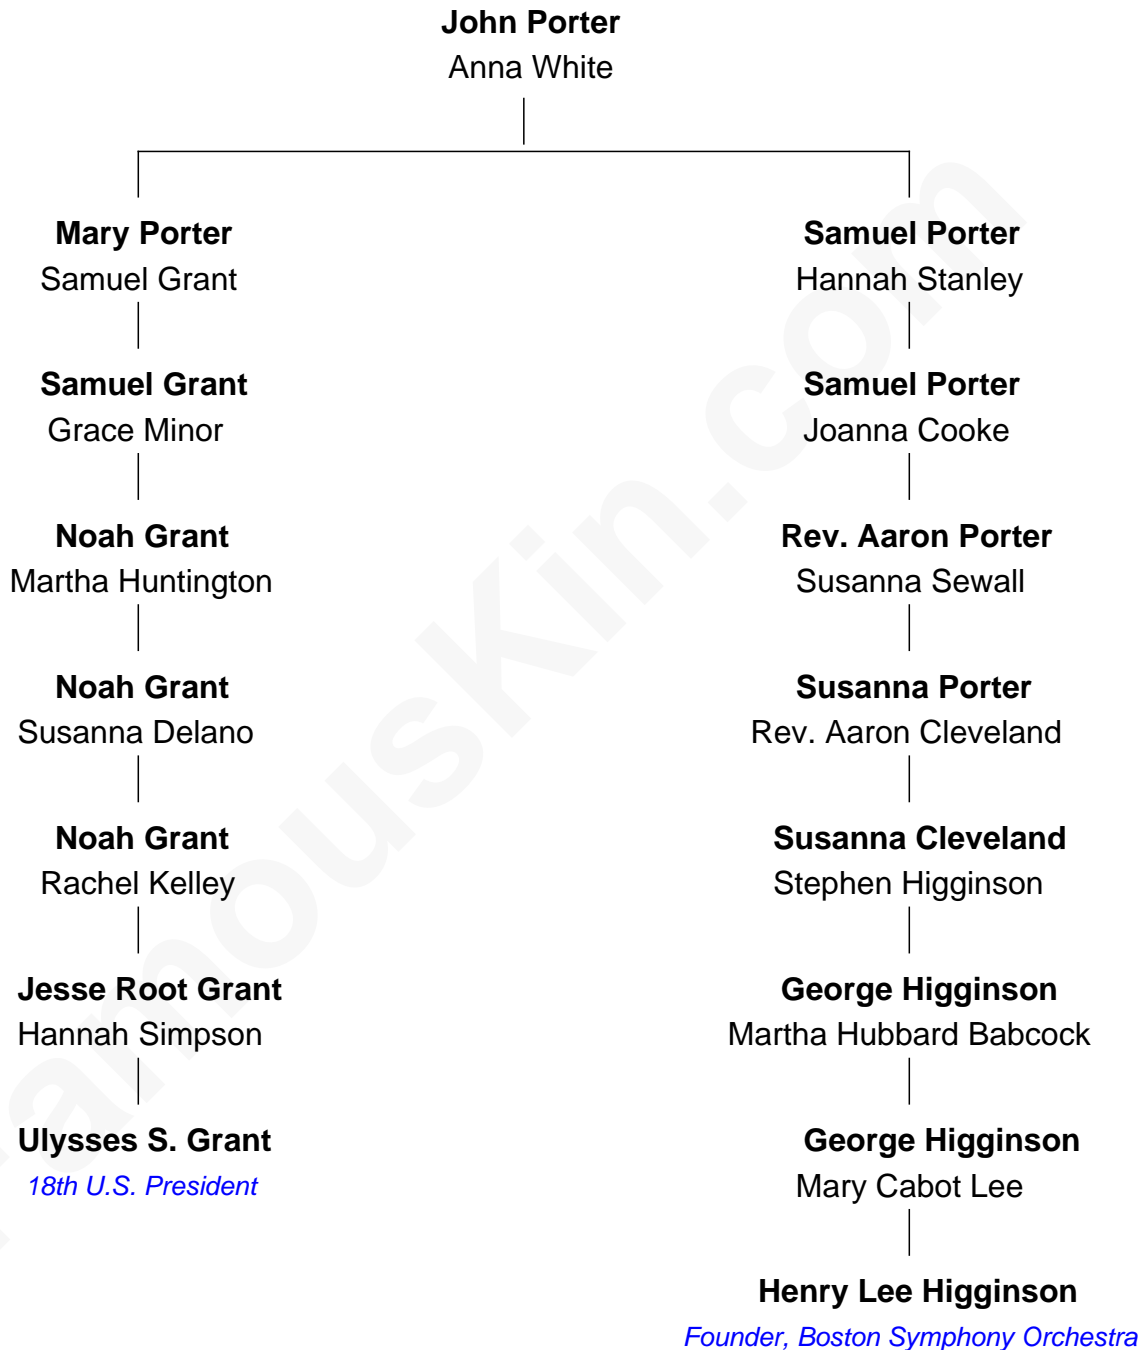 John Porter
Anna White
Mary Porter
Samuel Grant
Samuel Porter
Hannah Stanley
Samuel Grant
Grace Minor
Samuel Porter
Joanna Cooke
Noah Grant
Martha Huntington
Rev. Aaron Porter
Susanna Sewall
Noah Grant
Susanna Delano
Susanna Porter
Rev. Aaron Cleveland
Noah Grant
Rachel Kelley
Susanna Cleveland
Stephen Higginson
Jesse Root Grant
Hannah Simpson
George Higginson
Martha Hubbard Babcock
Ulysses S. Grant
18th U.S. President
George Higginson
Mary Cabot Lee
Henry Lee Higginson
Founder, Boston Symphony Orchestra
FamousKin.com